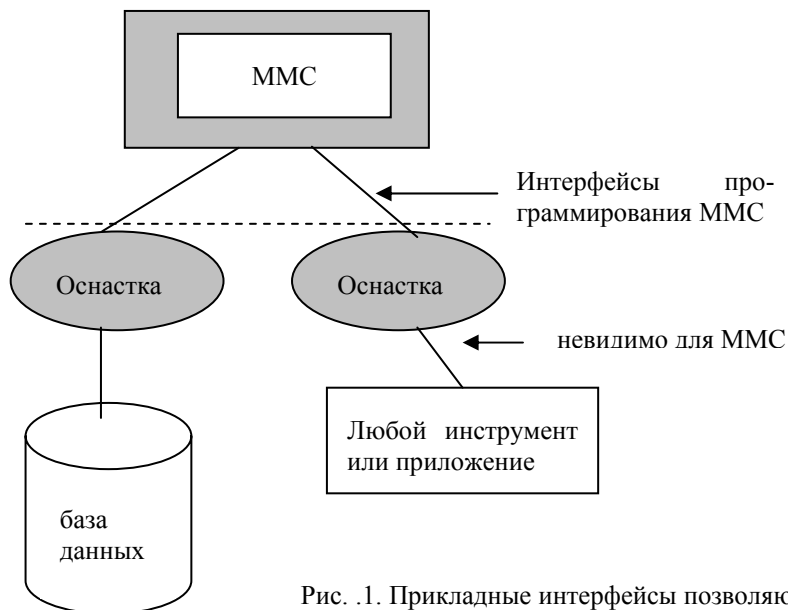 ММС
Интерфейсы про-
граммирования ММС
Оснастка
Оснастка
невидимо для ММС
Любой инструмент
или приложение
база
данных
Рис. .1. Прикладные интерфейсы позволяю